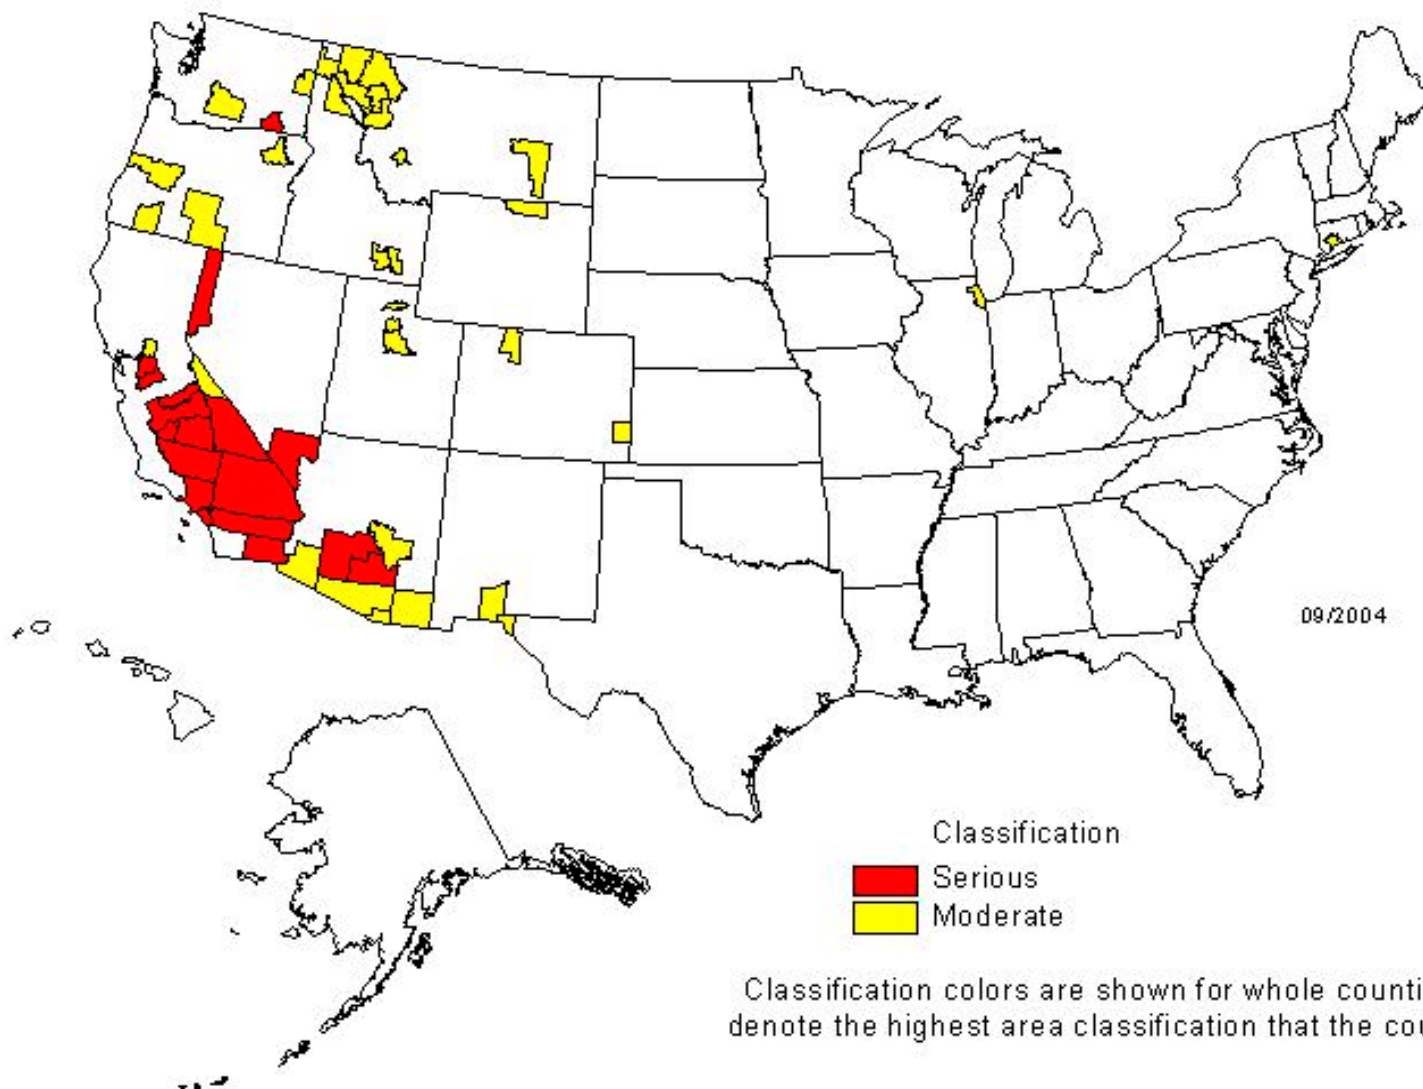 09/2004
Classification
Serious
Moderate
Classification colors are shown for whole counti
denote the highest area classification that the cou